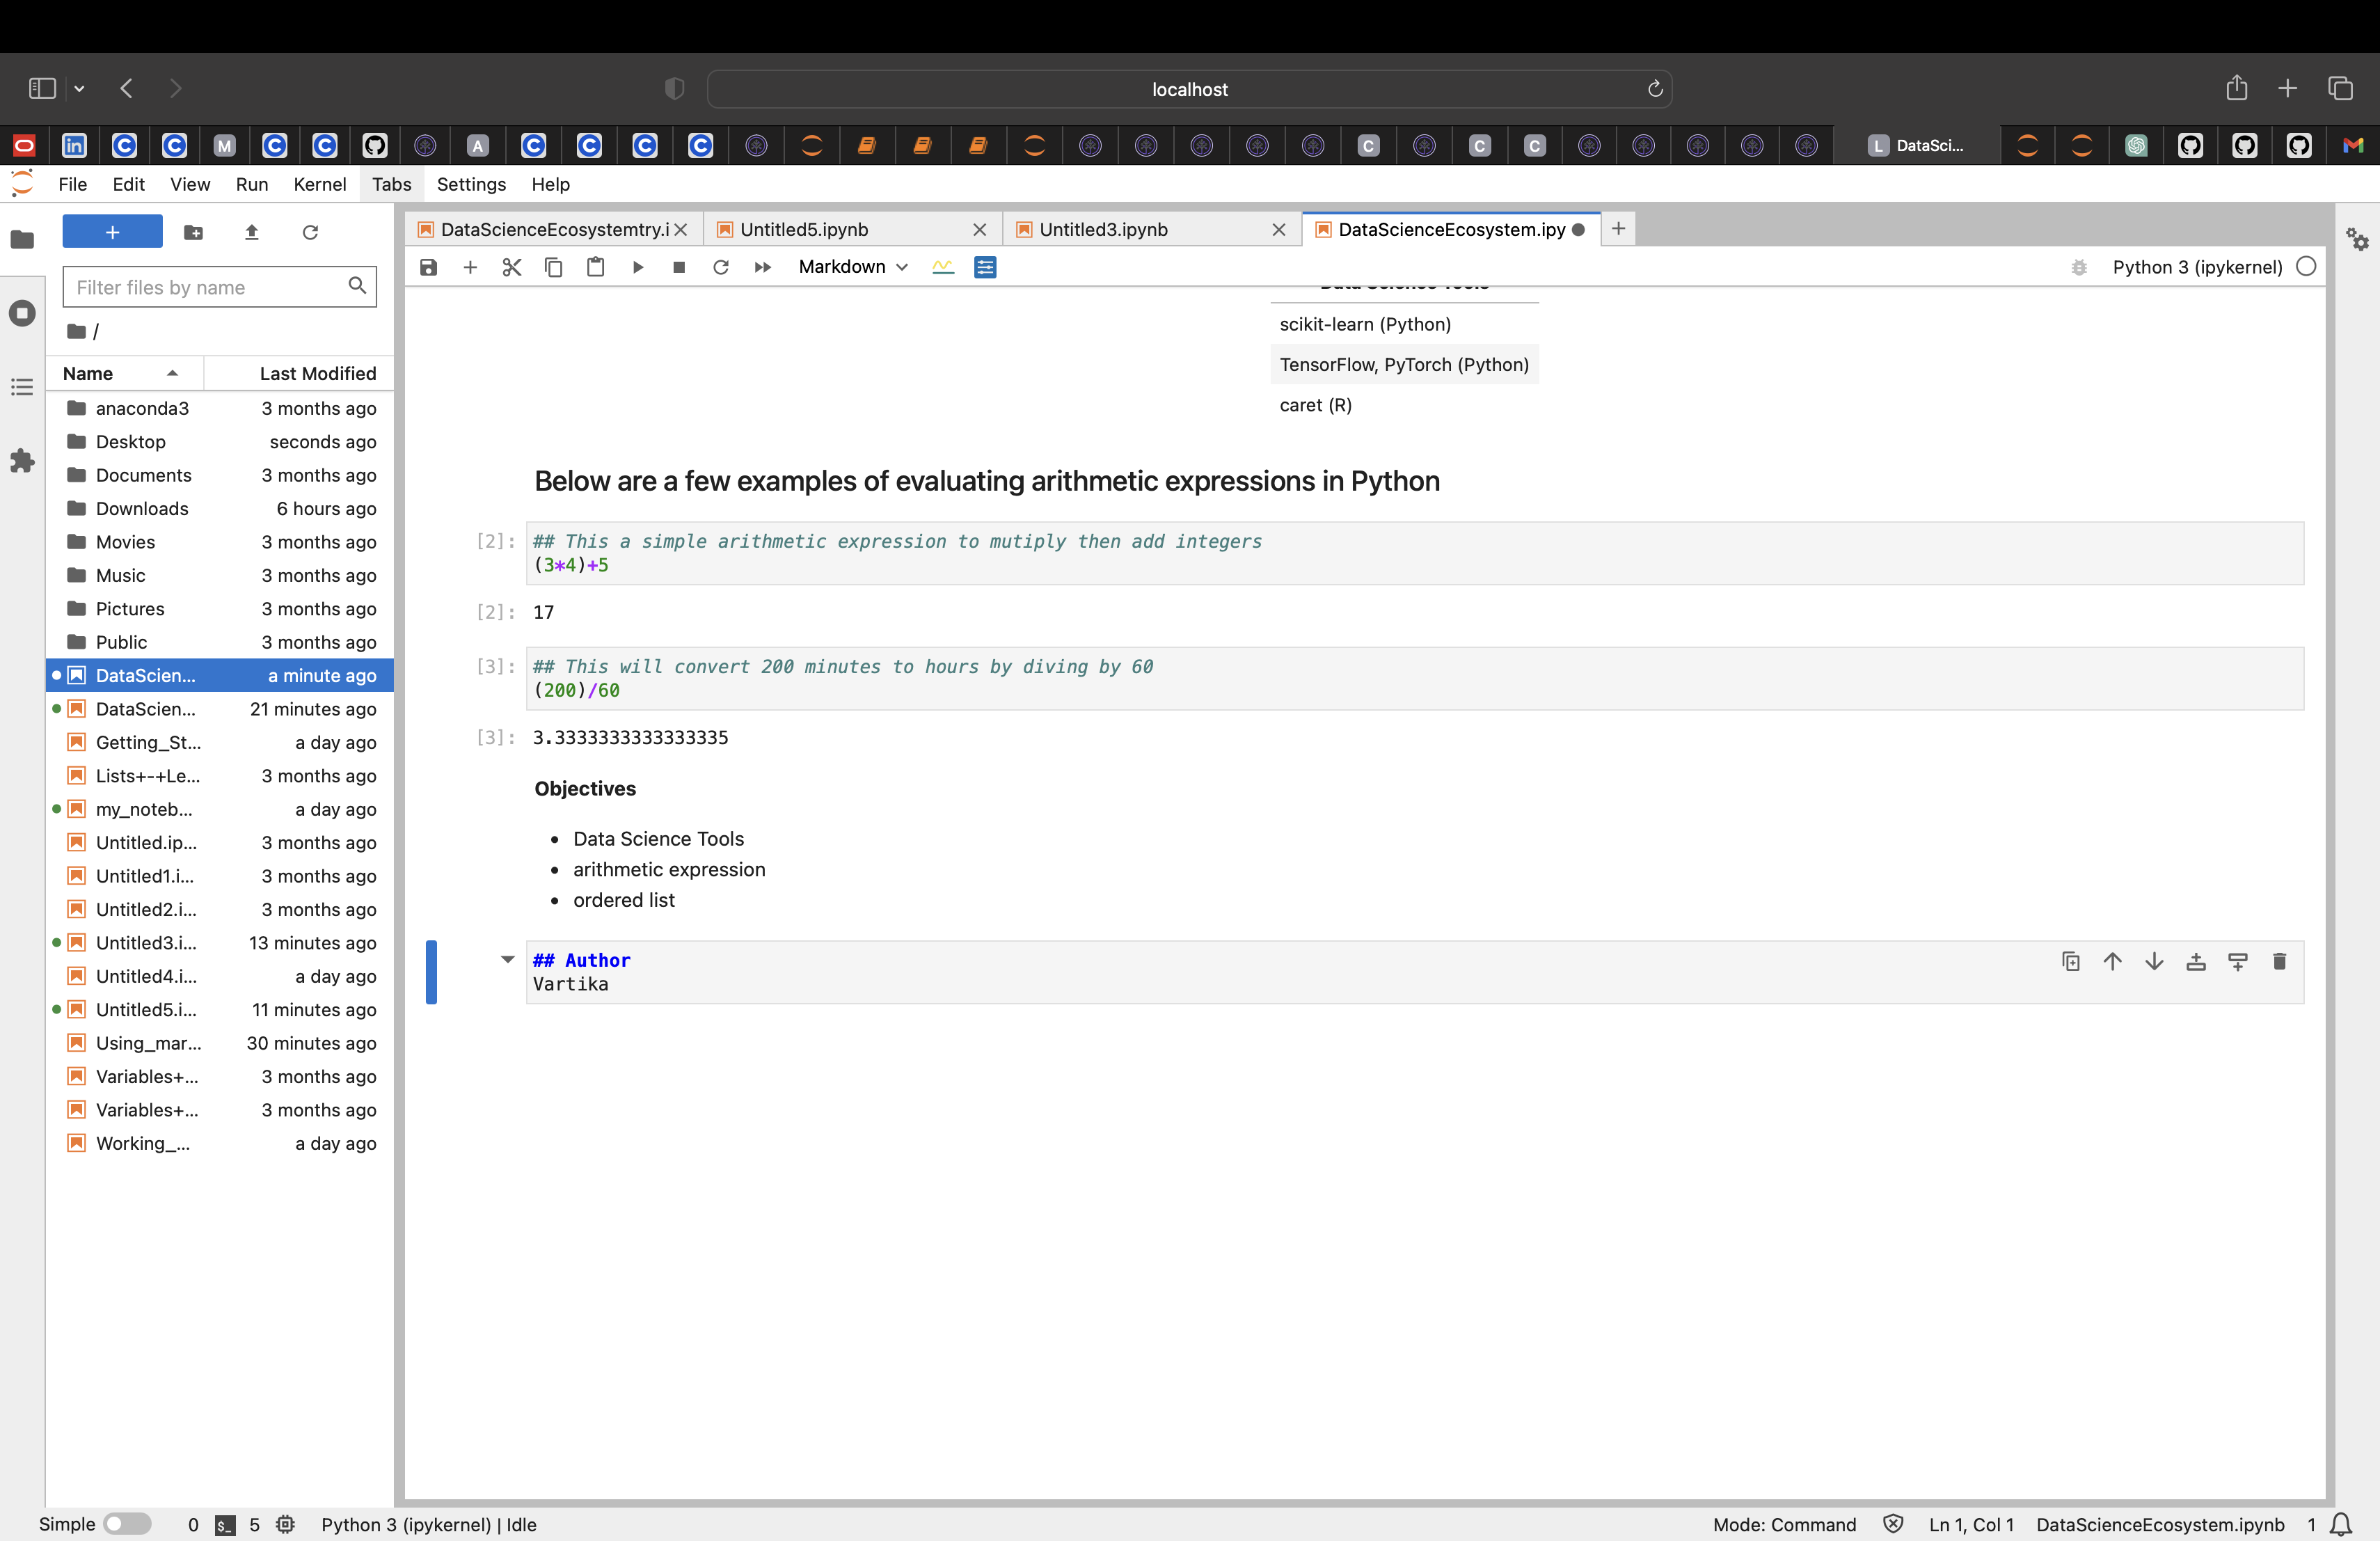 localhost
DataSci...
File Edit View Run Kernel Tabs Settings Help
DataScienceEcosystemtry.i Untitled5.ipynb Untitled3.ipynb DataScienceEcosystem.ipy
Markdown Python 3 (ipykernel)
Filter files by name
/
Name Last Modified
anaconda3 3 months ago
Desktop seconds ago
Documents 3 months ago
Downloads 6 hours ago
Movies 3 months ago
Music 3 months ago
Pictures 3 months ago
Public 3 months ago
DataScien... a minute ago
DataScien... 21 minutes ago
Getting_St... a day ago
Lists+-+Le... 3 months ago
my_noteb... a day ago
Untitled.ip... 3 months ago
Untitled1.i... 3 months ago
Untitled2.i... 3 months ago
Untitled3.i... 13 minutes ago
Untitled4.i... a day ago
Untitled5.i... 11 minutes ago
Using_mar... 30 minutes ago
Variables+... 3 months ago
Variables+... 3 months ago
Working_... a day ago
Data Science Tools
scikit-learn (Python)
TensorFlow, PyTorch (Python)
caret (R)
Below are a few examples of evaluating arithmetic expressions in Python
[2]: ## This a simple arithmetic expression to mutiply then add integers
(3*4)+5
[2]: 17
[3]: ## This will convert 200 minutes to hours by diving by 60
(200)/60
[3]: 3.3333333333333335
Objectives
• Data Science Tools
• arithmetic expression
• ordered list
## Author
Vartika
Simple 0 $_ 5 Python 3 (ipykernel) | Idle Mode: Command Ln 1, Col 1 DataScienceEcosystem.ipynb 1